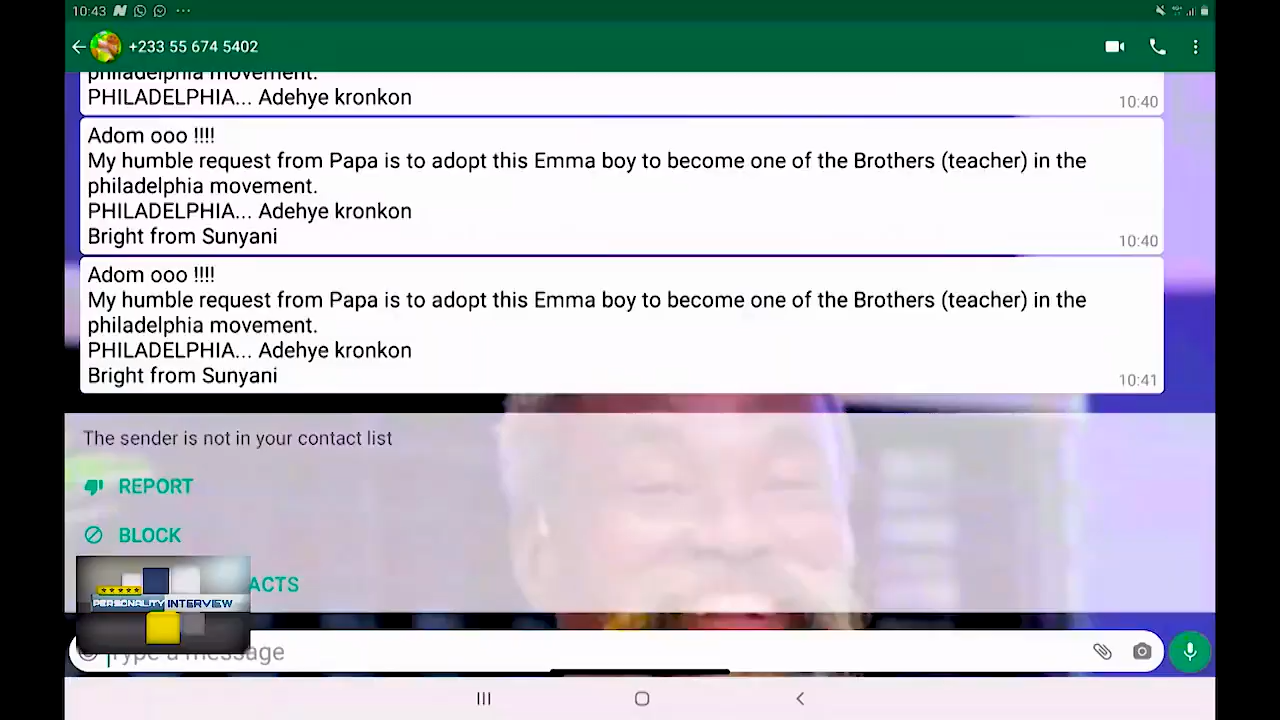 10:43
+233 55 674 5402
philadelphia movement.
PHILADELPHIA... Adehye kronkon
10:40
Adom ooo !!!!
My humble request from Papa is to adopt this Emma boy to become one of the Brothers (teacher) in the
philadelphia movement.
PHILADELPHIA... Adehye kronkon
Bright from Sunyani
10:40
Adom ooo !!!!
My humble request from Papa is to adopt this Emma boy to become one of the Brothers (teacher) in the
philadelphia movement.
PHILADELPHIA... Adehye kronkon
Bright from Sunyani
10:41
The sender is not in your contact list
REPORT
BLOCK
ACTS
PERSONALITY INTERVIEW
Type a message